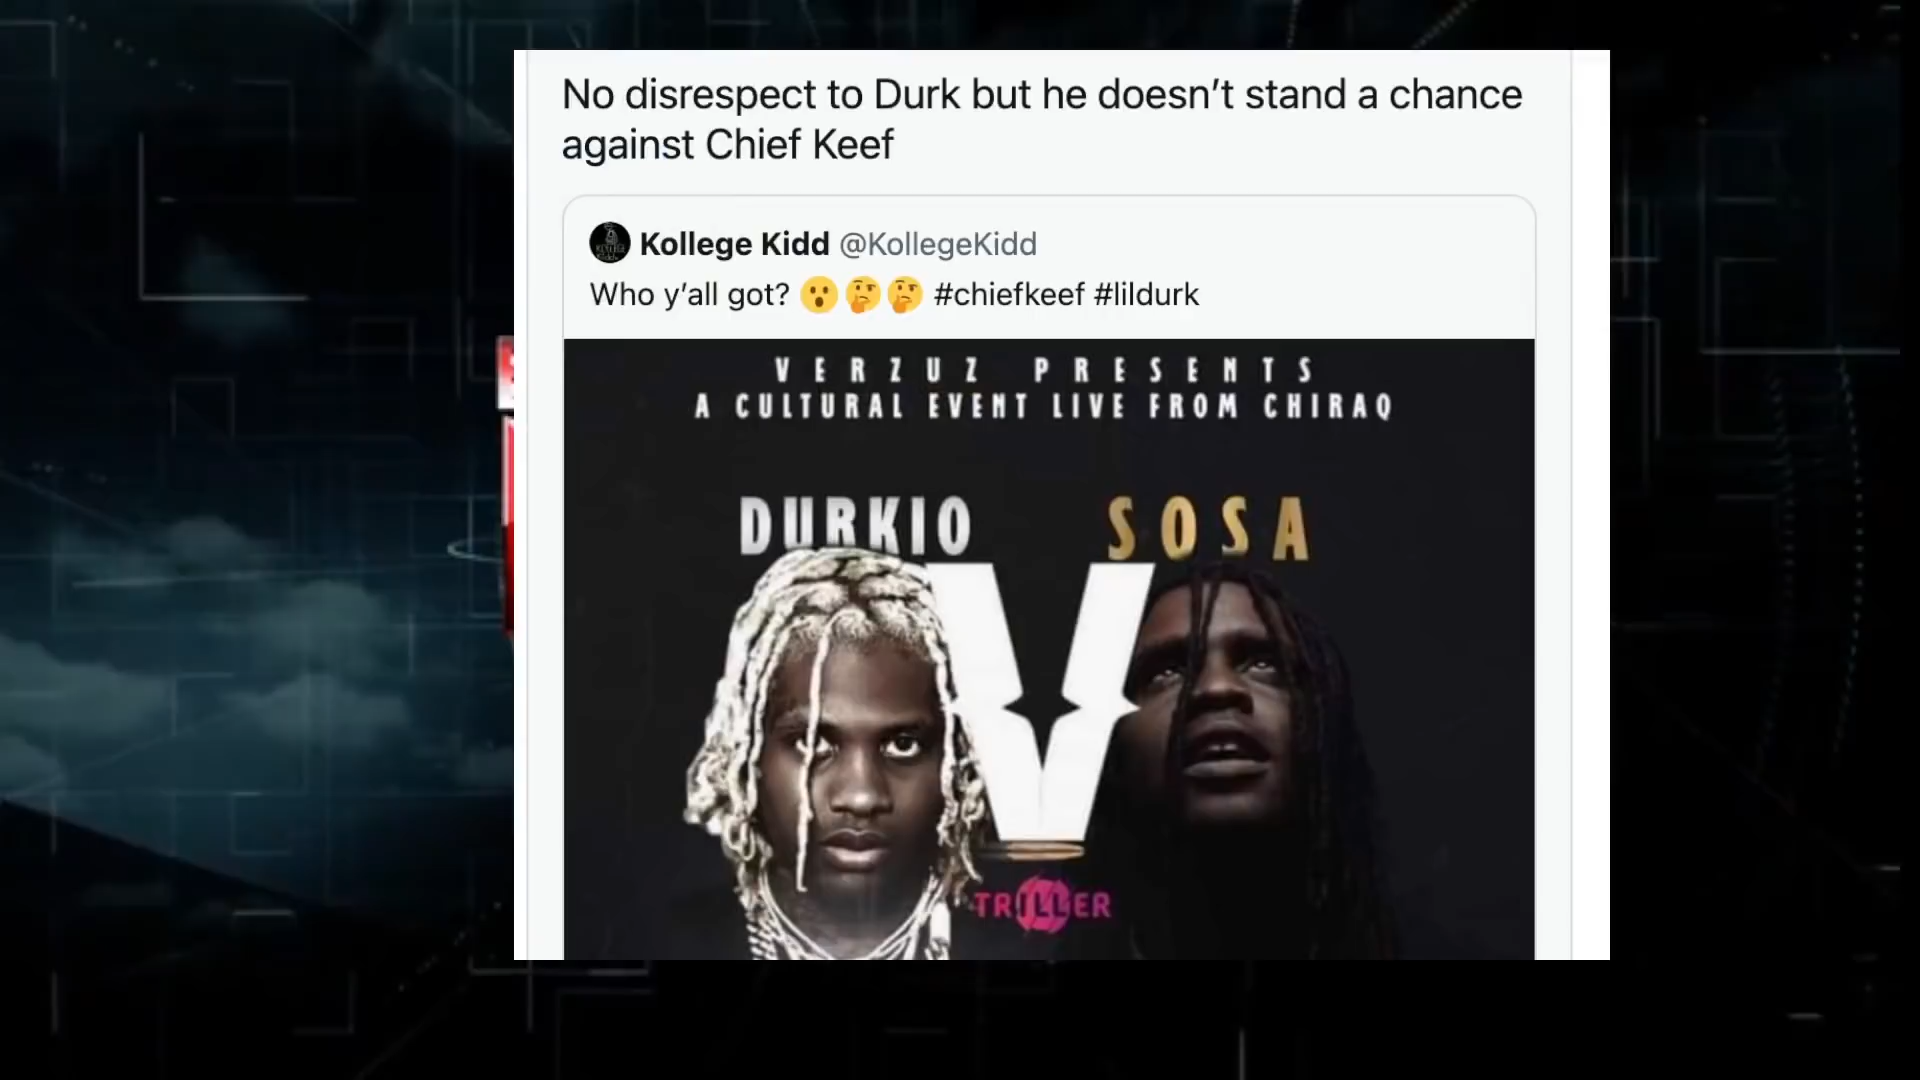 No disrespect to Durk but he doesn't stand a chance
against Chief Keef
Kollege Kidd @KollegeKidd
Who y'all got? 😮🤔🤔 #chiefkeef #lildurk
VERZUZ PRESENTS
A CULTURAL EVENT LIVE FROM CHIRAQ
DURKIO SOSA
V
TRILLER